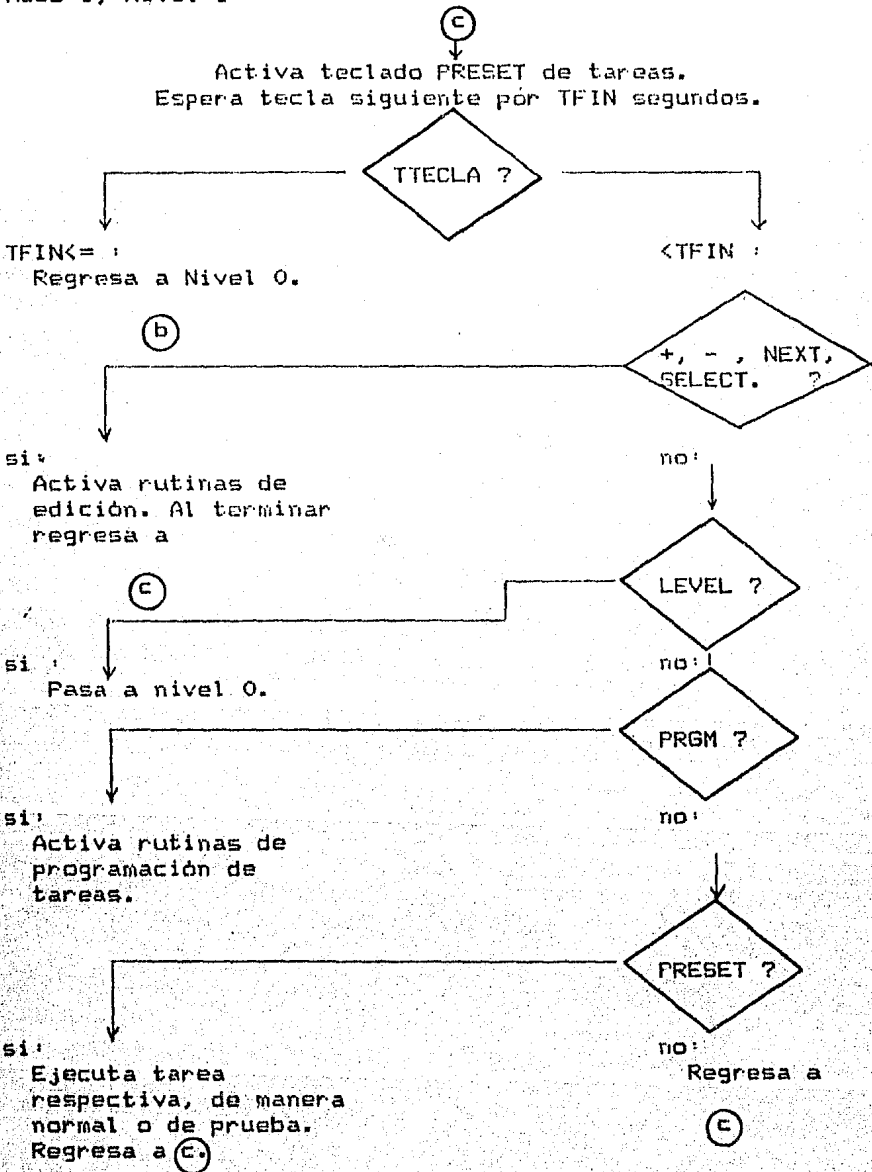 c
Activa teclado PRESET de tareas.
Espera tecla siguiente pór TFIN segundos.
TTECLA ?
TFIN<= :
Regresa a Nivel 0.
<TFIN :
b
+, - , NEXT,
SELECT. ?
si:
Activa rutinas de
edición. Al terminar
regresa a
c
no:
LEVEL ?
si :
Pasa a nivel 0.
no:
PRGM ?
si:
Activa rutinas de
programación de
tareas.
no:
PRESET ?
si:
Ejecuta tarea
respectiva, de manera
normal o de prueba.
Regresa a c.
no:
Regresa a
c